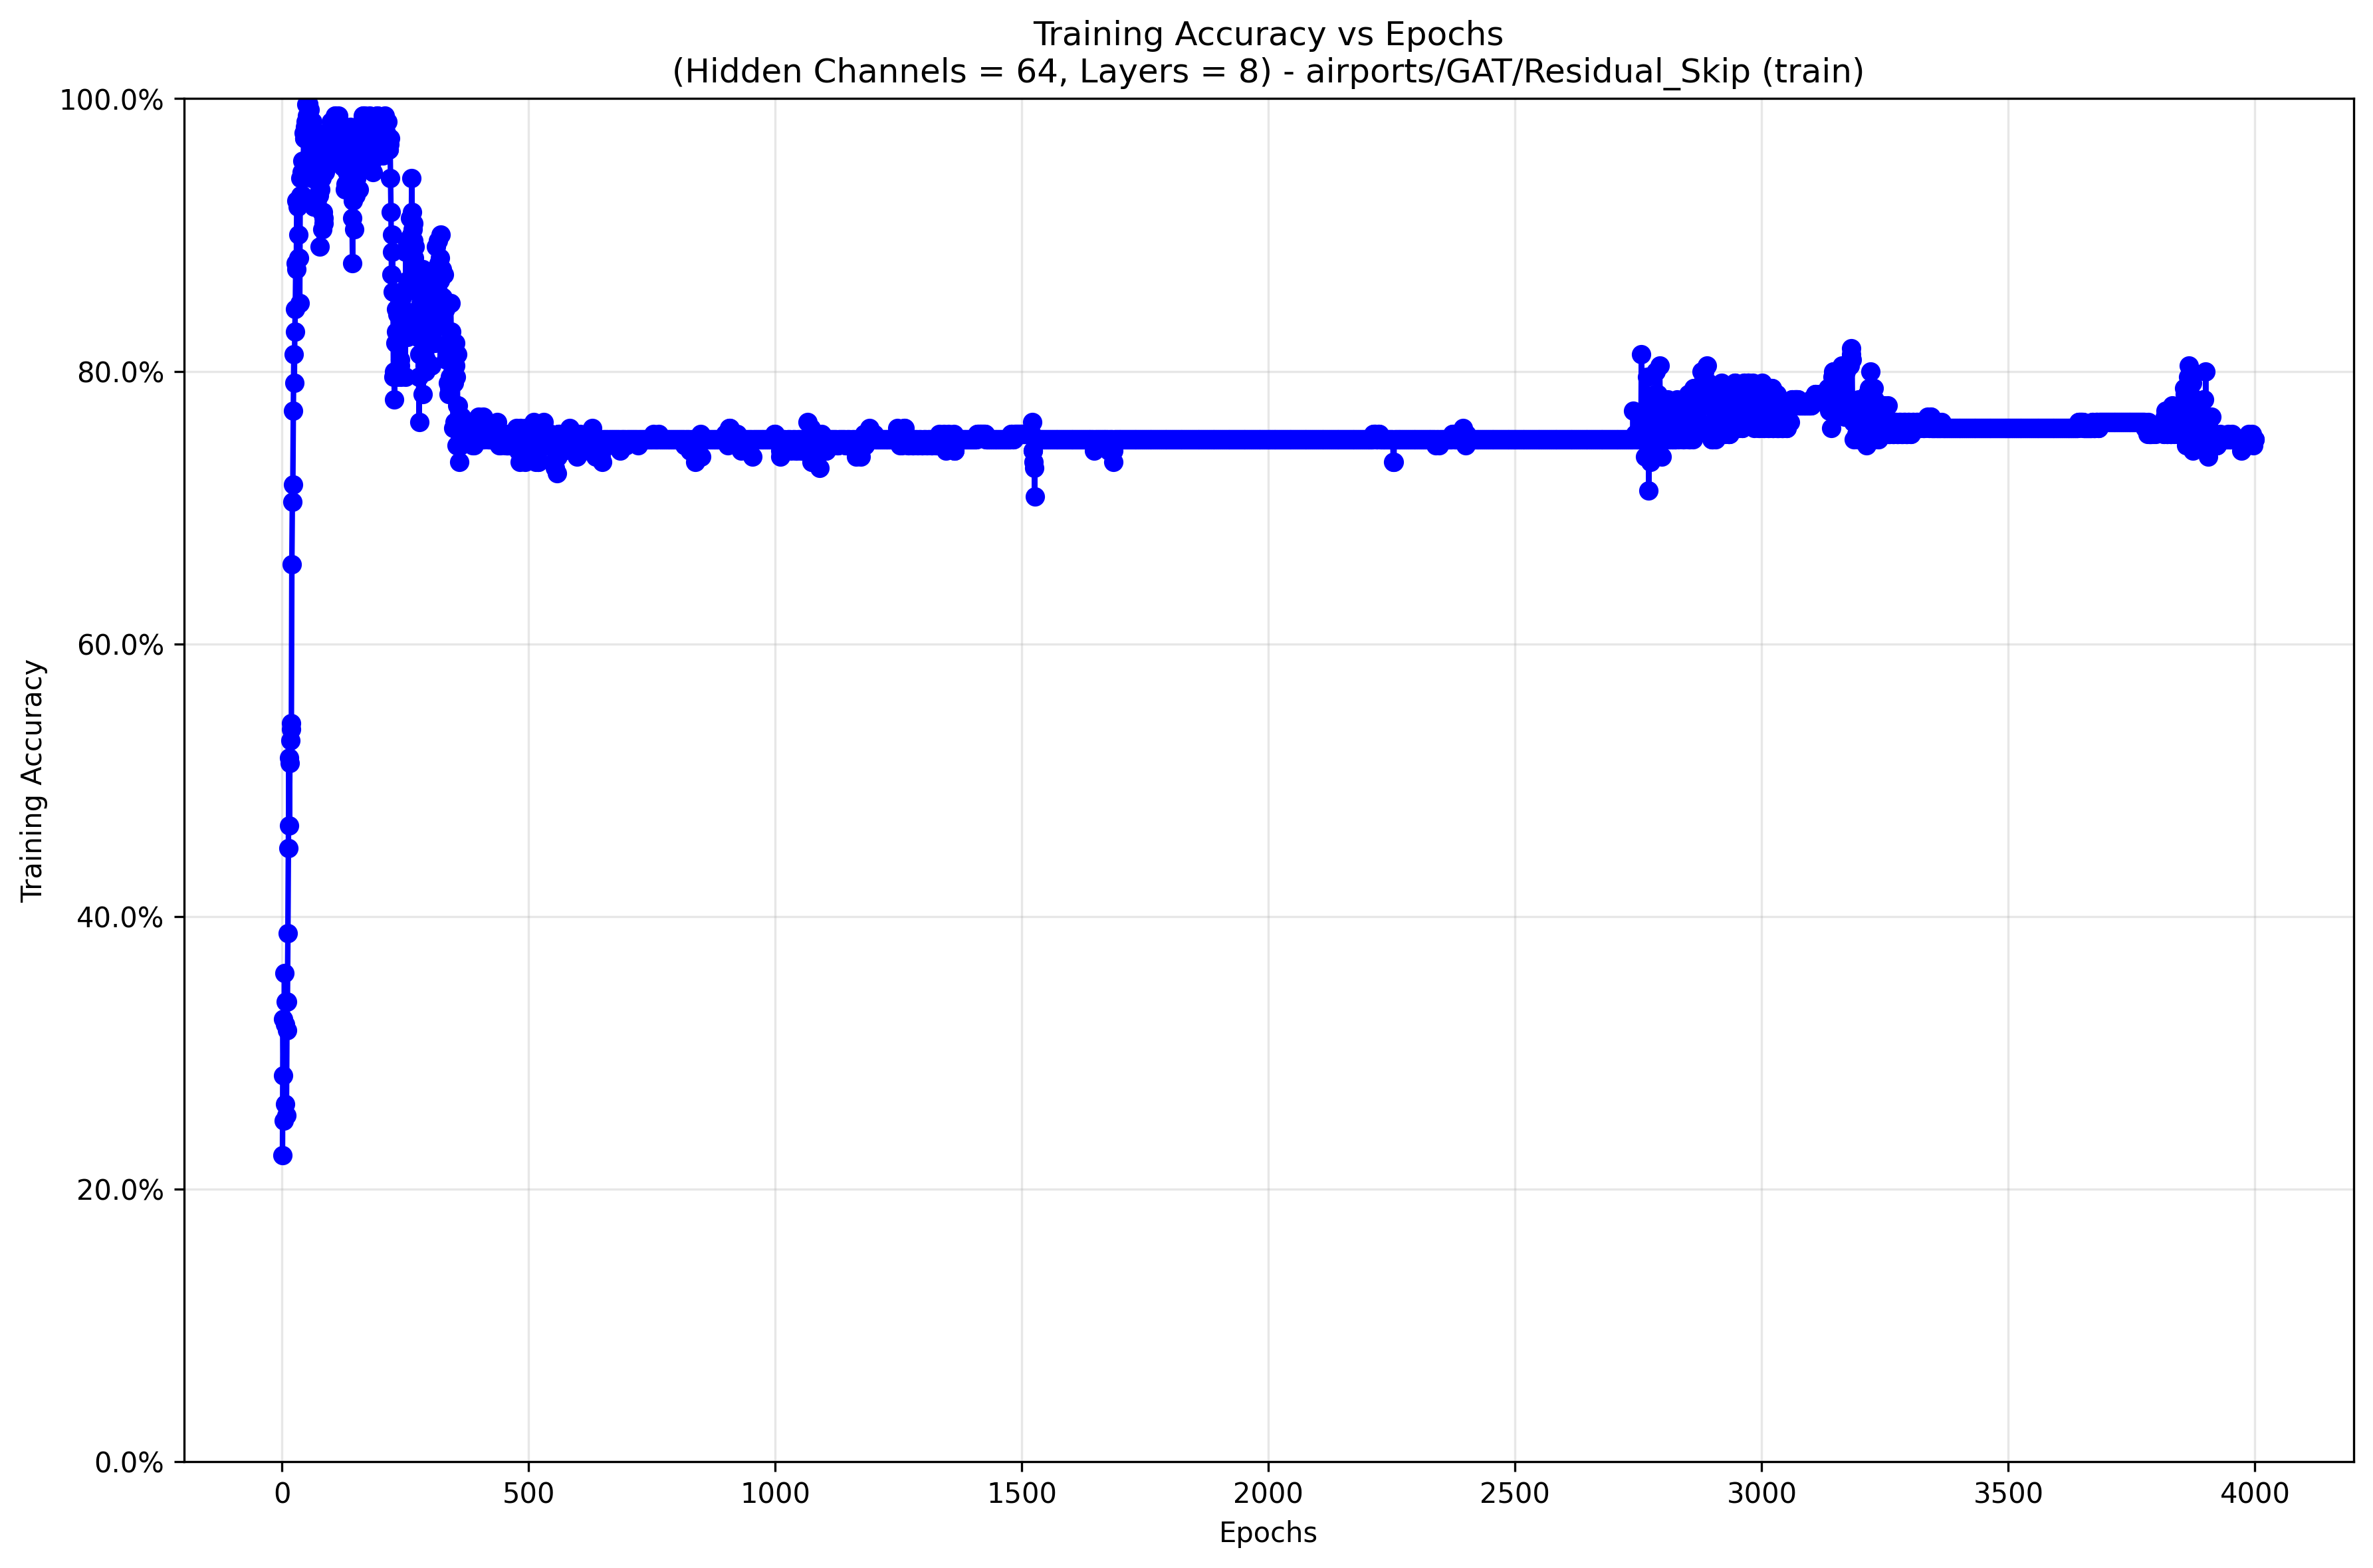 Training Accuracy vs Epochs
(Hidden Channels = 64, Layers = 8) - airports/GAT/Residual_Skip (train)
100.0%
80.0%
60.0%
40.0%
20.0%
0.0%
Training Accuracy
0 500 1000 1500 2000 2500 3000 3500 4000
Epochs